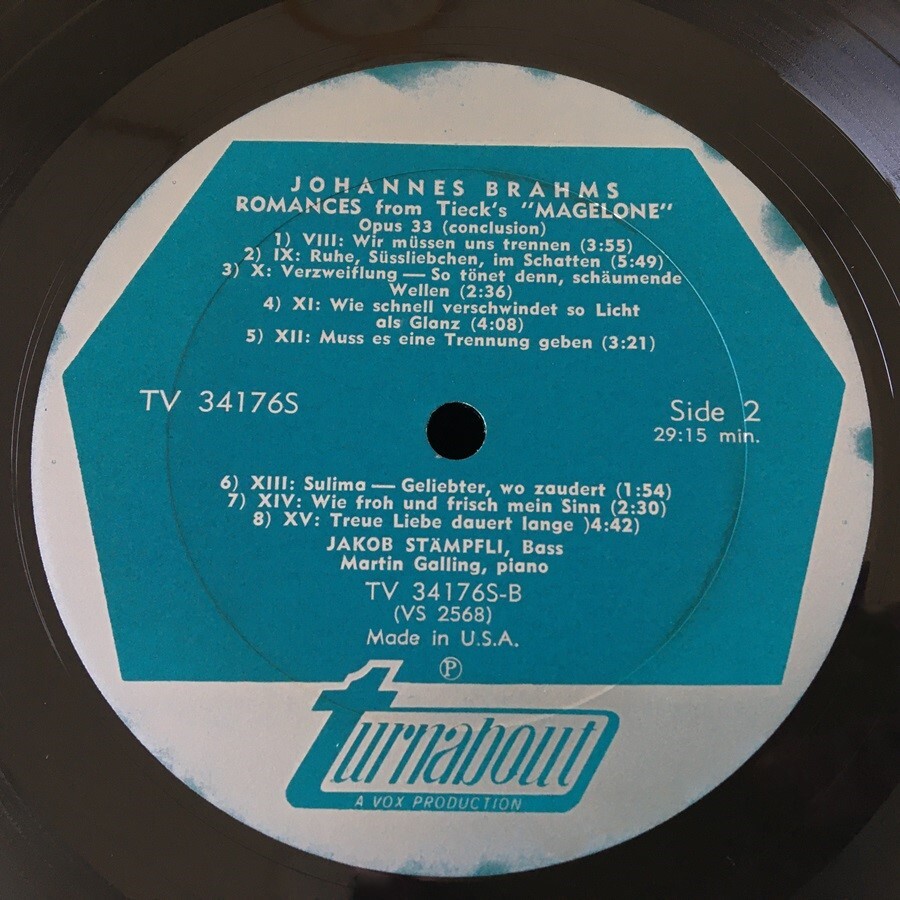 JOHANNES BRAHMS
ROMANCES from Tieck's "MAGELONE"
Opus 33 (conclusion)
1) VIII: Wir müssen uns trennen (3:55)
2) IX: Ruhe, Süssliebchen, im Schatten (5:49)
3) X: Verzweiflung — So tönet denn, schäumende
Wellen (2:36)
4) XI: Wie schnell verschwindet so Licht
als Glanz (4:08)
5) XII: Muss es eine Trennung geben (3:21)
TV 34176S
Side 2
29:15 min.
6) XIII: Sulima — Geliebter, wo zaudert (1:54)
7) XIV: Wie froh und frisch mein Sinn (2:30)
8) XV: Treue Liebe dauert lange )4:42)
JAKOB STÄMPFLI, Bass
Martin Galling, piano
TV 34176S-B
(VS 2568)
Made in U.S.A.
Ⓟ
turnabout
A VOX PRODUCTION